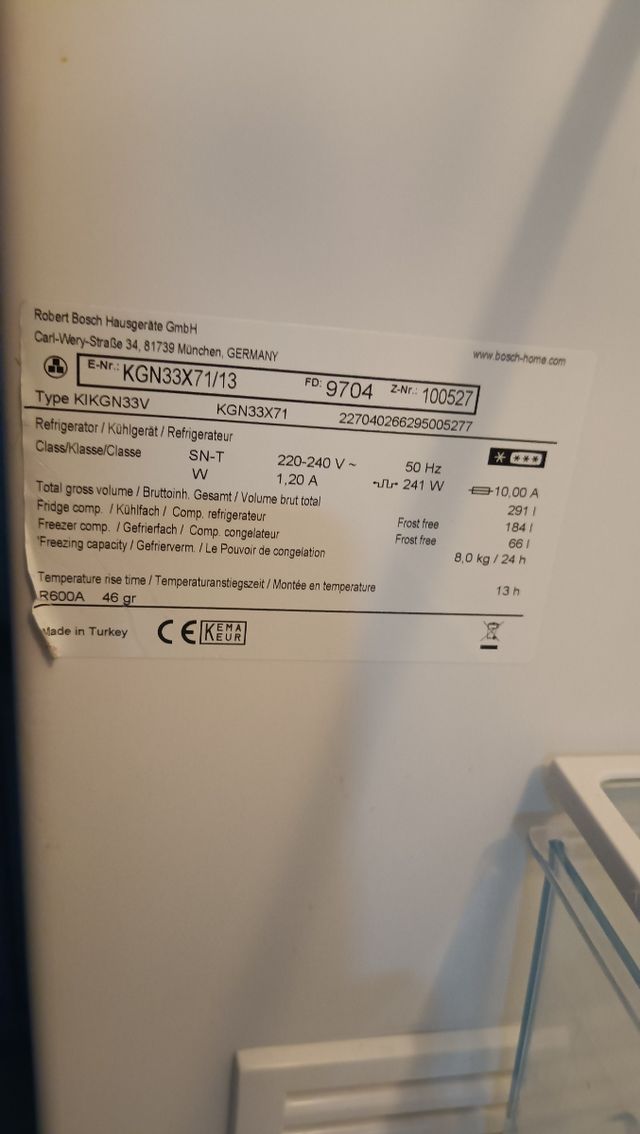 Robert Bosch Hausgeräte GmbH
Carl-Wery-Straße 34, 81739 München, GERMANY
www.bosch-home.com
E-Nr.: KGN33X71/13 FD: 9704 Z-Nr.: 100527
Type KIKGN33V KGN33X71 227040266295005277
Refrigerator / Kühlgerät / Refrigerateur
Class/Klasse/Classe SN-T 220-240 V ~ 50 Hz
W 1,20 A 241 W 10,00 A
Total gross volume / Bruttoinh. Gesamt / Volume brut total 291 l
Fridge comp. / Kühlfach / Comp. refrigerateur Frost free 184 l
Freezer comp. / Gefrierfach / Comp. congelateur Frost free 66 l
'Freezing capacity / Gefrierverm. / Le Pouvoir de congelation 8,0 kg / 24 h
Temperature rise time / Temperaturanstiegszeit / Montée en temperature 13 h
R600A 46 gr
Made in Turkey CE KEMA EUR